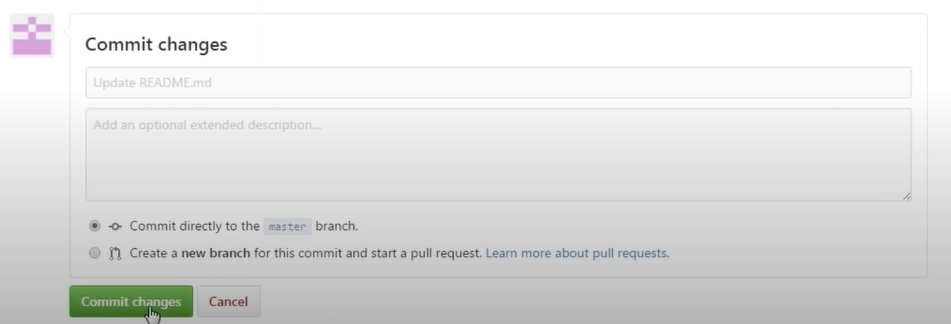 Commit changes
Update README.md
Add an optional extended description...
Commit directly to the master branch.
Create a new branch for this commit and start a pull request. Learn more about pull requests.
Commit changes
Cancel